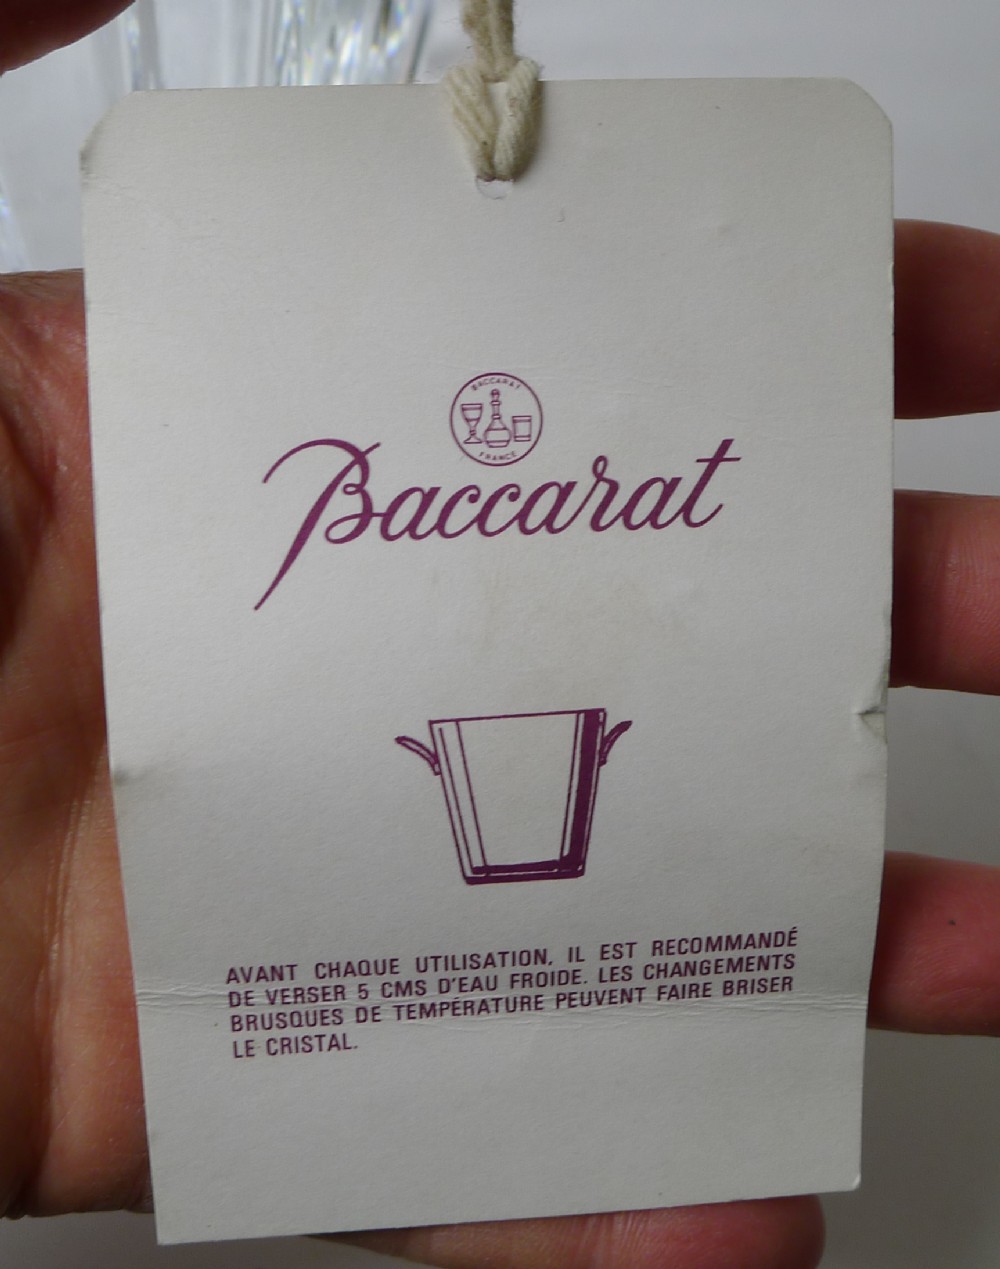 BACCARAT
FRANCE
Baccarat
AVANT CHAQUE UTILISATION, IL EST RECOMMANDÉ
DE VERSER 5 CMS D'EAU FROIDE. LES CHANGEMENTS
BRUSQUES DE TEMPÉRATURE PEUVENT FAIRE BRISER
LE CRISTAL.